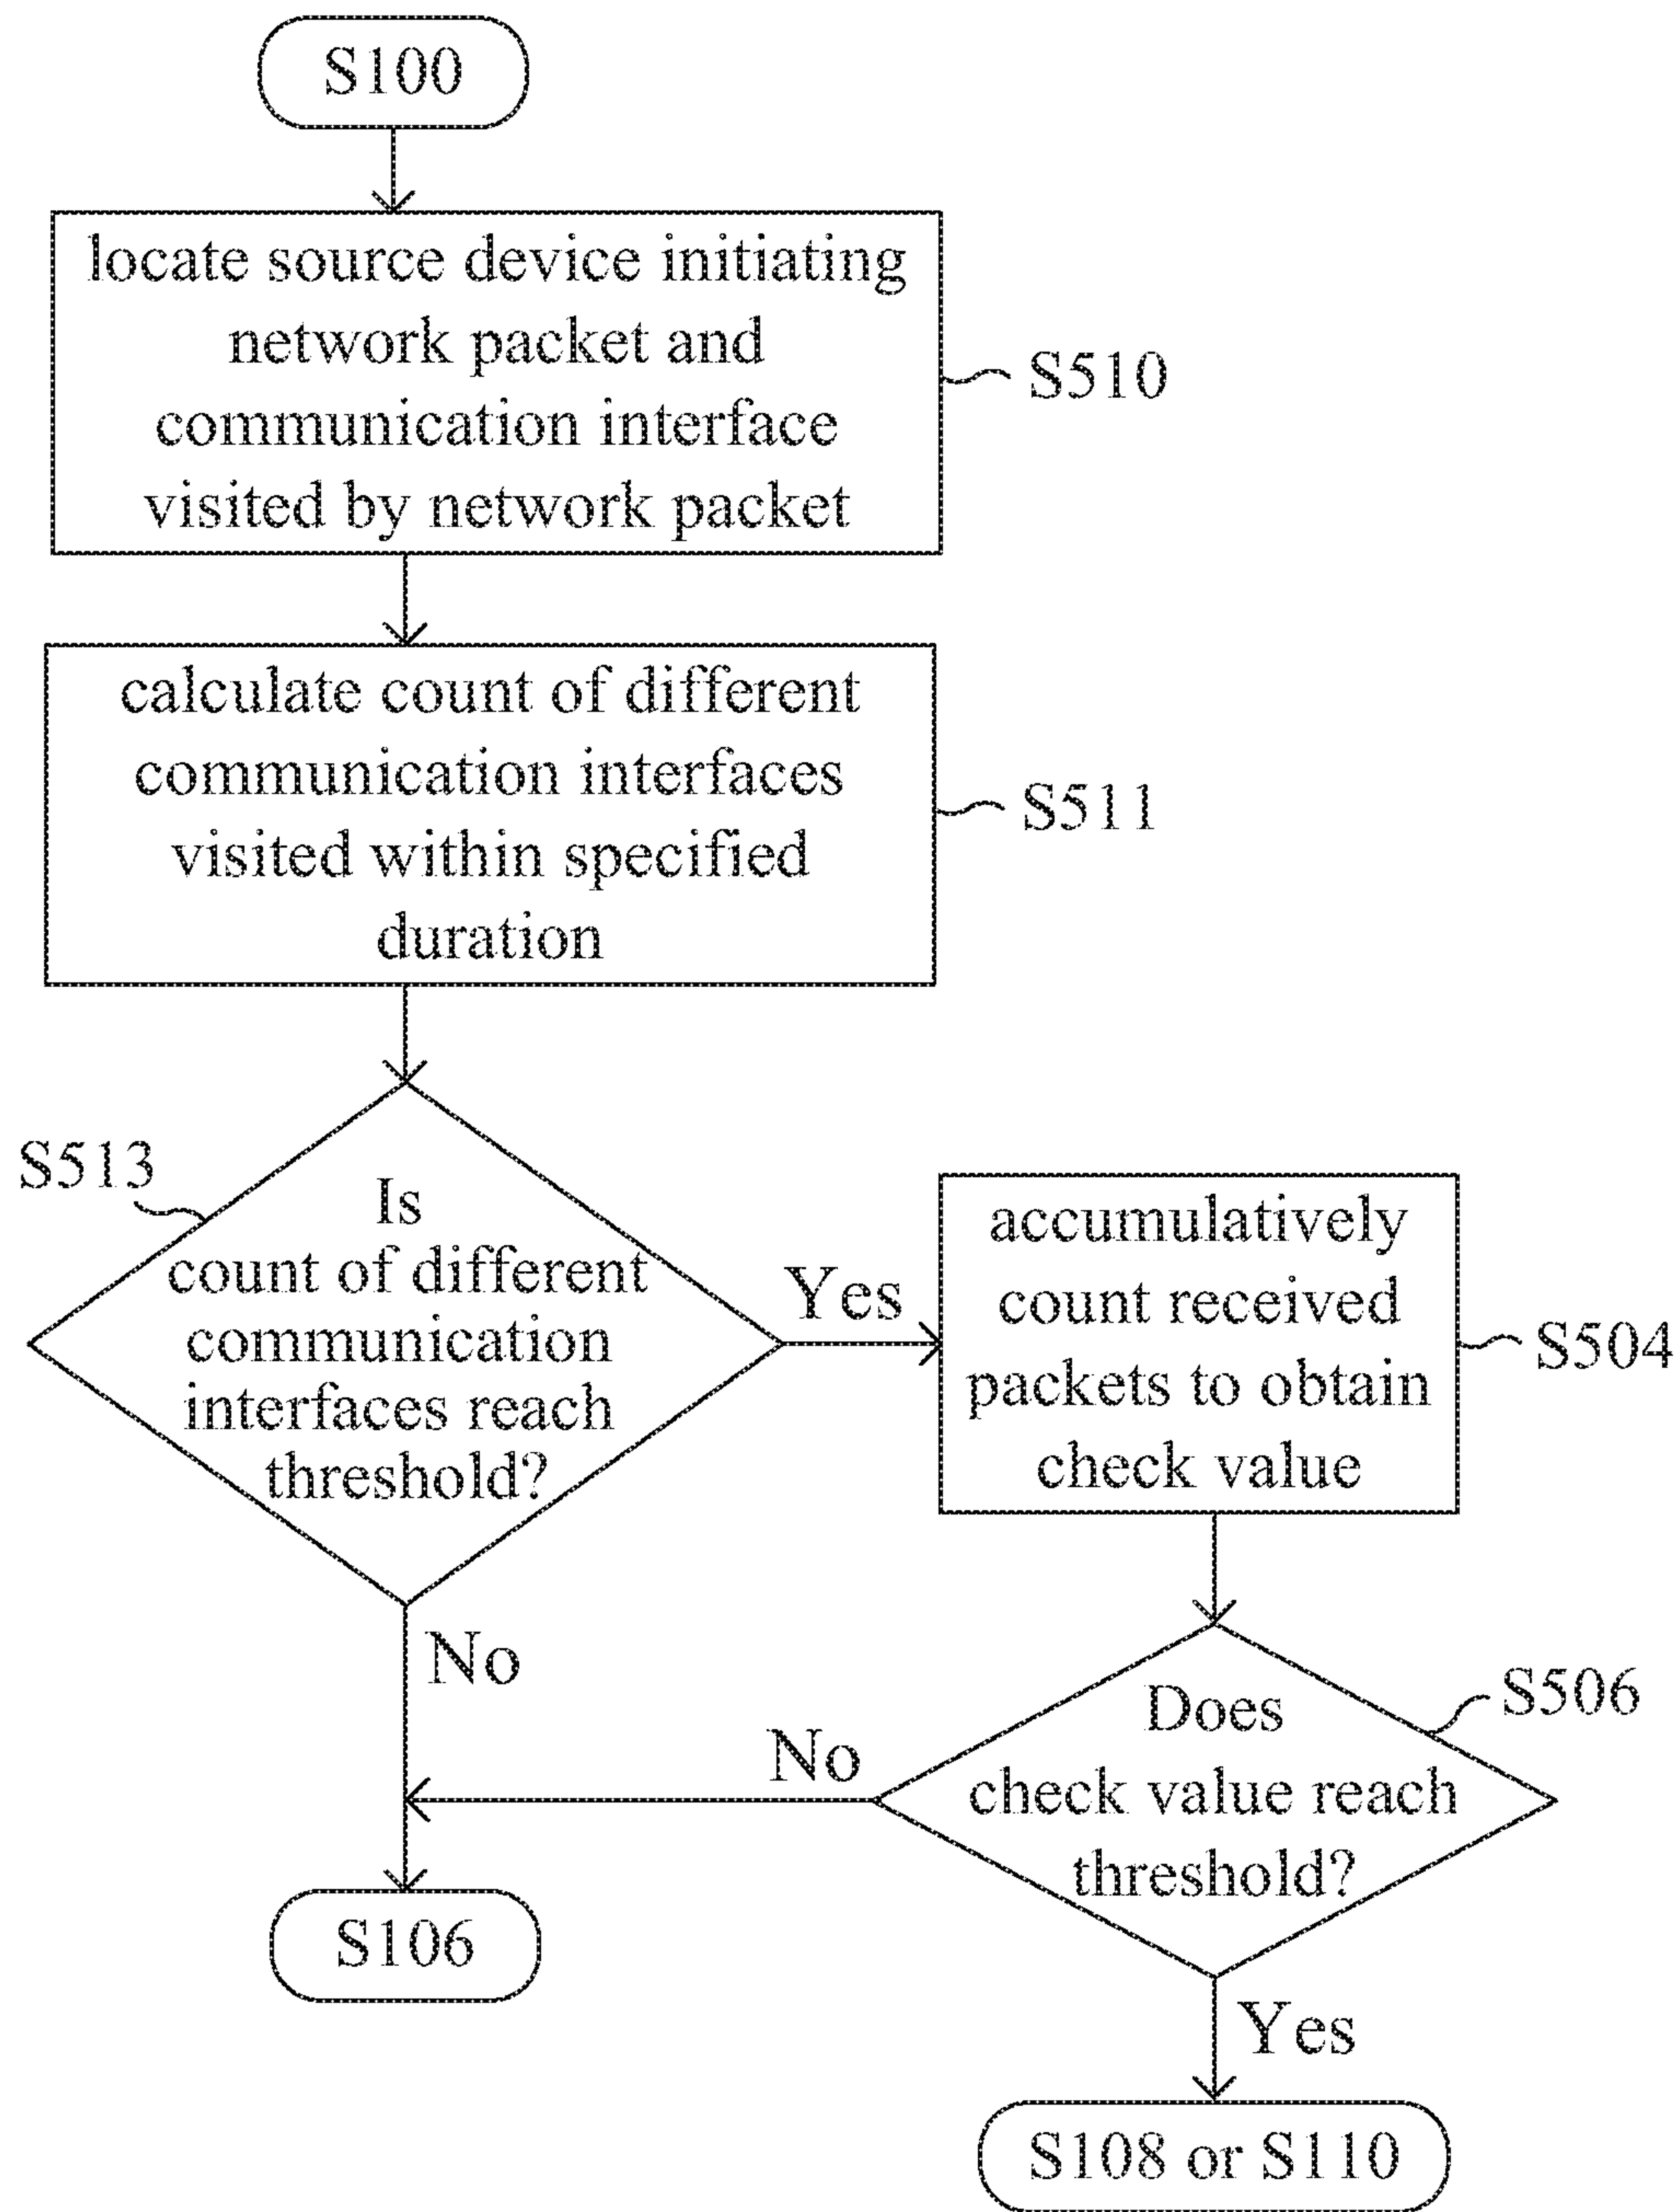 S100
locate source device initiating
network packet and
communication interface
visited by network packet
S510
calculate count of different
communication interfaces
visited within specified
duration
S511
S513
Is
count of different
communication
interfaces reach
threshold?
Yes
accumulatively
count received
packets to obtain
check value
S504
No
S506
Does
check value reach
threshold?
No
S106
Yes
S108 or S110